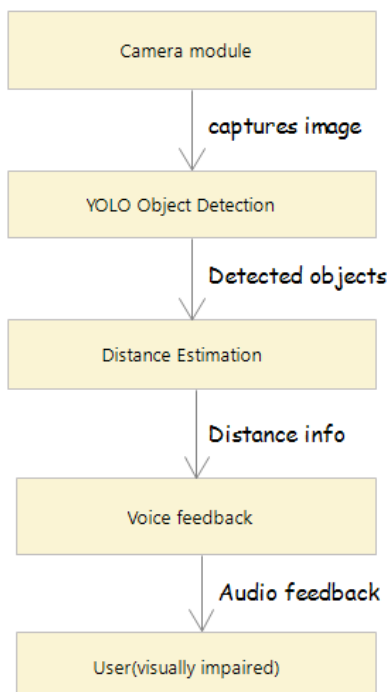 Camera module
captures image
YOLO Object Detection
Detected objects
Distance Estimation
Distance info
Voice feedback
Audio feedback
User(visually impaired)